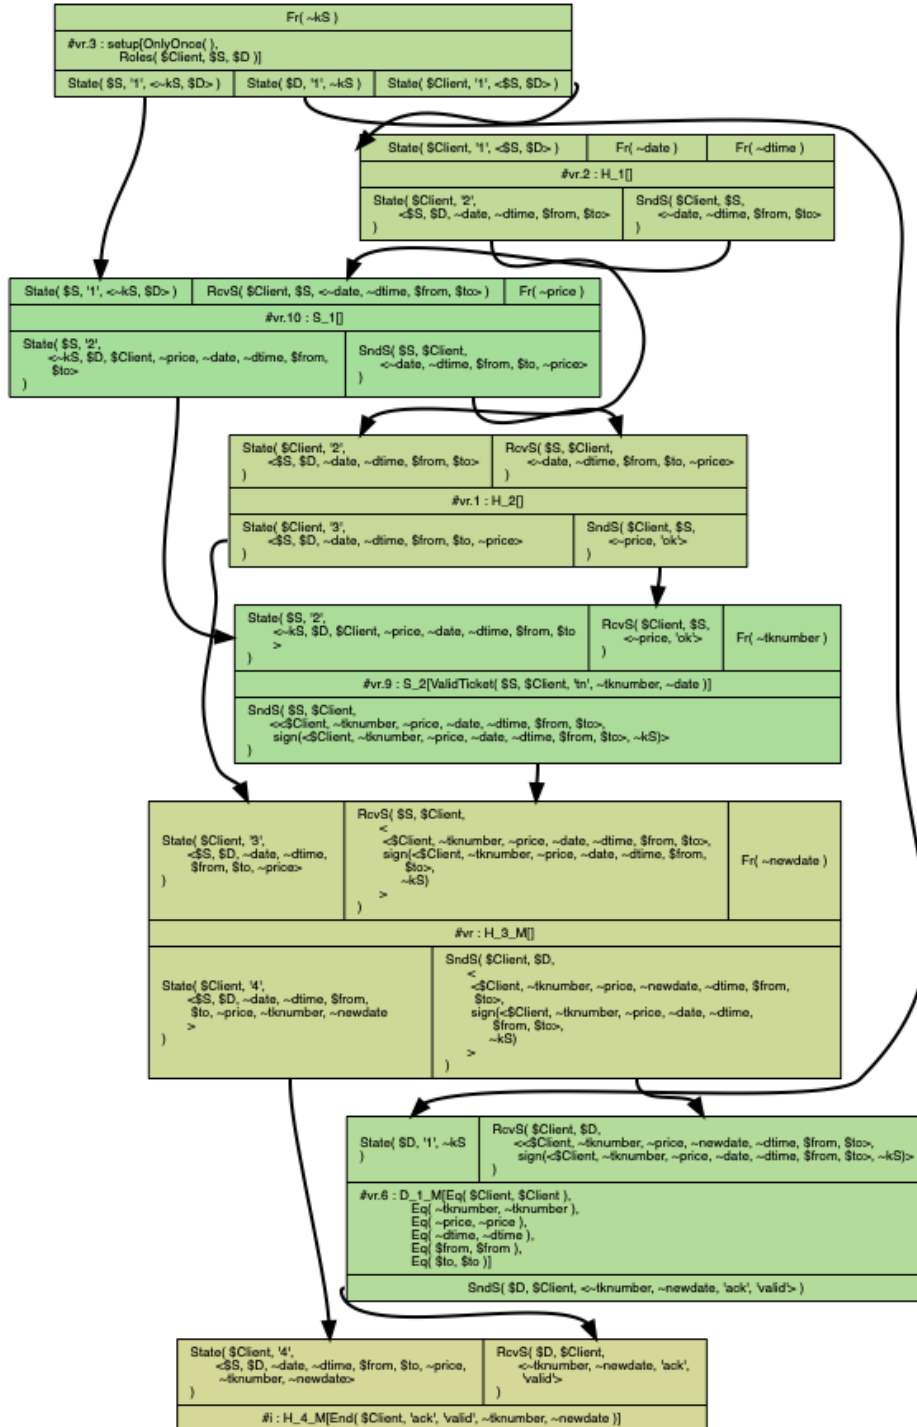 Fr( ~kS )
#vr.3 : setup[OnlyOnce( ),
Roles( $Client, $S, $D )]
State( $S, '1', <~kS, $D> ) State( $D, '1', ~kS ) State( $Client, '1', <$S, $D> )
State( $Client, '1', <$S, $D> ) Fr( ~date ) Fr( ~dtime )
#vr.2 : H_1[]
State( $Client, '2',
<$S, $D, ~date, ~dtime, $from, $to>
)
SndS( $Client, $S,
<~date, ~dtime, $from, $to>
)
State( $S, '1', <~kS, $D> ) RcvS( $Client, $S, <~date, ~dtime, $from, $to> ) Fr( ~price )
#vr.10 : S_1[]
State( $S, '2',
<~kS, $D, $Client, ~price, ~date, ~dtime, $from,
$to>
)
SndS( $S, $Client,
<~date, ~dtime, $from, $to, ~price>
)
State( $Client, '2',
<$S, $D, ~date, ~dtime, $from, $to>
)
RcvS( $S, $Client,
<~date, ~dtime, $from, $to, ~price>
)
#vr.1 : H_2[]
State( $Client, '3',
<$S, $D, ~date, ~dtime, $from, $to, ~price>
)
SndS( $Client, $S,
<~price, 'ok'>
)
State( $S, '2',
<~kS, $D, $Client, ~price, ~date, ~dtime, $from, $to
>
)
RcvS( $Client, $S,
<~price, 'ok'>
)
Fr( ~tknumber )
#vr.9 : S_2[ValidTicket( $S, $Client, 'tn', ~tknumber, ~date )]
SndS( $S, $Client,
<<$Client, ~tknumber, ~price, ~date, ~dtime, $from, $to>,
sign(<$Client, ~tknumber, ~price, ~date, ~dtime, $from, $to>, ~kS)>
)
State( $Client, '3',
<$S, $D, ~date, ~dtime,
$from, $to, ~price>
)
RcvS( $S, $Client,
<
<$Client, ~tknumber, ~price, ~date, ~dtime, $from, $to>,
sign(<$Client, ~tknumber, ~price, ~date, ~dtime, $from,
$to>,
~kS)
>
)
Fr( ~newdate )
#vr : H_3_M[]
State( $Client, '4',
<$S, $D, ~date, ~dtime, $from,
$to, ~price, ~tknumber, ~newdate
>
)
SndS( $Client, $D,
<
<$Client, ~tknumber, ~price, ~newdate, ~dtime, $from,
$to>,
sign(<$Client, ~tknumber, ~price, ~date, ~dtime,
$from, $to>,
~kS)
>
)
State( $D, '1', ~kS
)
RcvS( $Client, $D,
<<$Client, ~tknumber, ~price, ~newdate, ~dtime, $from, $to>,
sign(<$Client, ~tknumber, ~price, ~date, ~dtime, $from, $to>, ~kS)>
)
#vr.6 : D_1_M[Eq( $Client, $Client ),
Eq( ~tknumber, ~tknumber ),
Eq( ~price, ~price ),
Eq( ~dtime, ~dtime ),
Eq( $from, $from ),
Eq( $to, $to )]
SndS( $D, $Client, <~tknumber, ~newdate, 'ack', 'valid'> )
State( $Client, '4',
<$S, $D, ~date, ~dtime, $from, $to, ~price,
~tknumber, ~newdate>
)
RcvS( $D, $Client,
<~tknumber, ~newdate, 'ack',
'valid'>
)
#i : H_4_M[End( $Client, 'ack', 'valid', ~tknumber, ~newdate )]